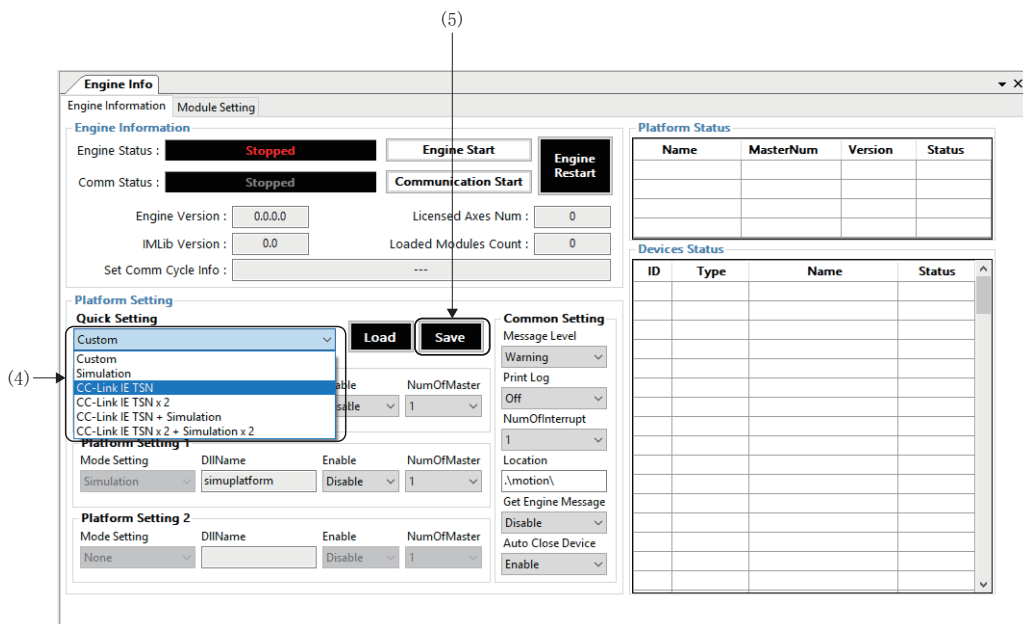 (5)
Engine Info
Engine Information Module Setting
Engine Information
Engine Status : Stopped Engine Start Engine Restart
Comm Status : Stopped Communication Start
Engine Version : 0.0.0.0 Licensed Axes Num : 0
IMLib Version : 0.0 Loaded Modules Count : 0
Set Comm Cycle Info : ---
Platform Status
Name MasterNum Version Status
Devices Status
ID Type Name Status
Platform Setting
Quick Setting
Custom Load Save
(4)
Custom
Simulation
CC-Link IE TSN
CC-Link IE TSN x 2
CC-Link IE TSN + Simulation
CC-Link IE TSN x 2 + Simulation x 2
NumOfMaster
1
Platform Setting 1
Mode Setting DllName Enable NumOfMaster
Simulation simuplatform Disable 1
Platform Setting 2
Mode Setting DllName Enable NumOfMaster
None Disable 1
Common Setting
Message Level
Warning
Print Log
Off
NumOfInterrupt
1
Location
.\motion\
Get Engine Message
Disable
Auto Close Device
Enable